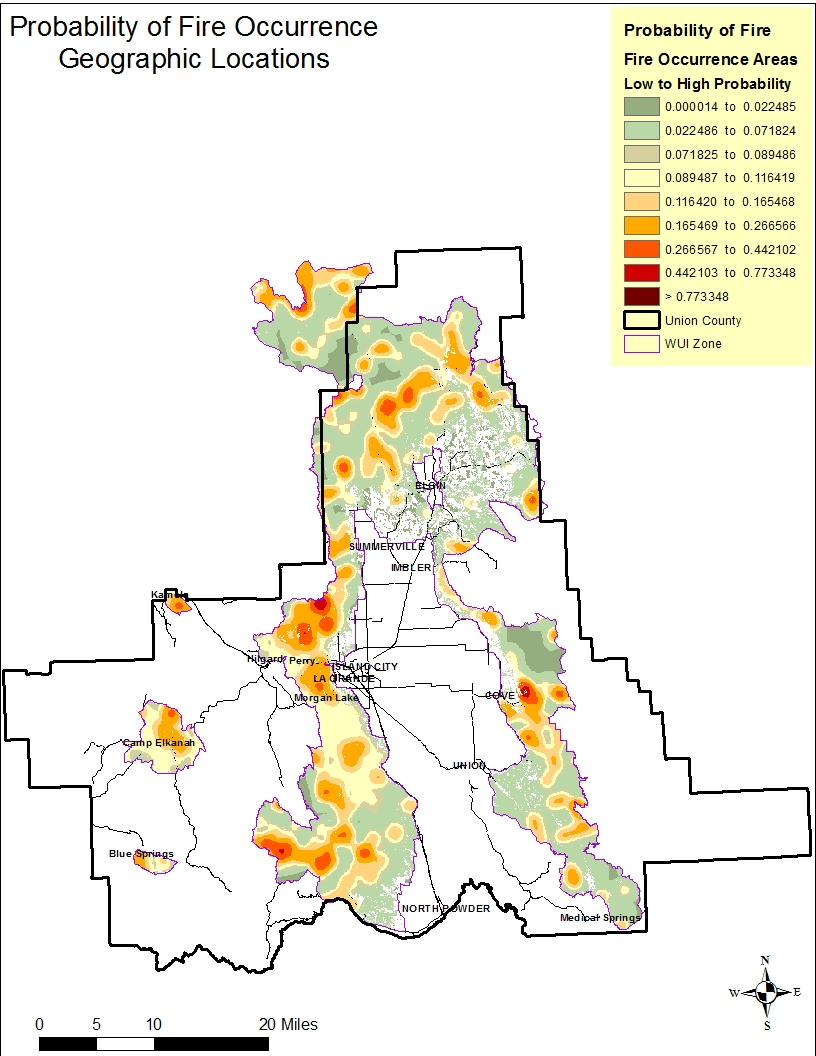 Probability of Fire Occurrence
Geographic Locations
Probability of Fire
Fire Occurrence Areas
Low to High Probability
0.000014 to 0.022485
0.022486 to 0.071824
0.071825 to 0.089486
0.089487 to 0.116419
0.116420 to 0.165468
0.165469 to 0.266566
0.266567 to 0.442102
0.442103 to 0.773348
> 0.773348
Union County
WUI Zone
ELGIN
SUMMERVILLE
IMBLER
Kamela
Hilgard Perry
ISLAND CITY
LA GRANDE
Morgan Lake
COVE
Camp Elkanah
UNION
Blue Springs
NORTH POWDER
Medical Springs
N
W E
S
0 5 10 20 Miles